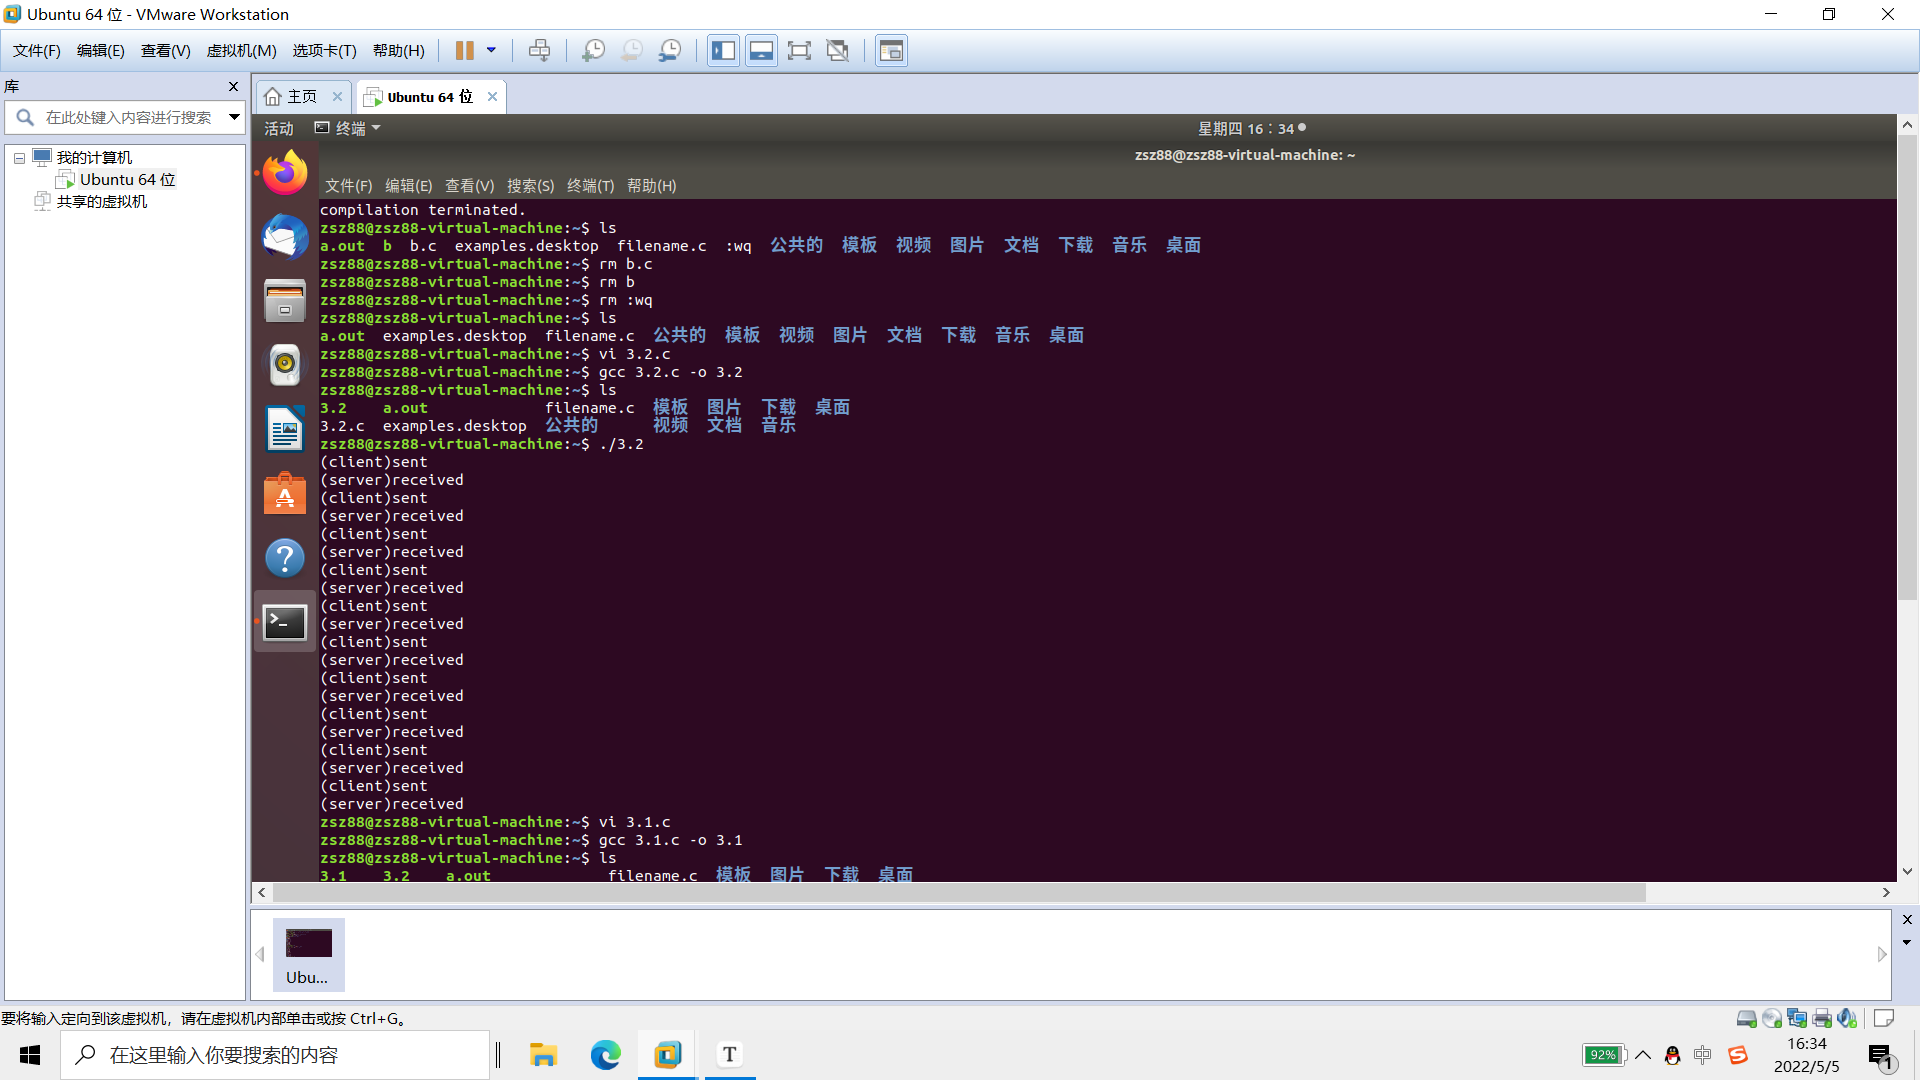 Ubuntu 64 位 - VMware Workstation
文件(F) 编辑(E) 查看(V) 虚拟机(M) 选项卡(T) 帮助(H)
库
在此处键入内容进行搜索
我的计算机
Ubuntu 64 位
共享的虚拟机
主页
Ubuntu 64 位
活动 终端 星期四 16：34
zsz88@zsz88-virtual-machine: ~
文件(F) 编辑(E) 查看(V) 搜索(S) 终端(T) 帮助(H)
compilation terminated.
zsz88@zsz88-virtual-machine:~$ ls
a.out b b.c examples.desktop filename.c :wq 公共的 模板 视频 图片 文档 下载 音乐 桌面
zsz88@zsz88-virtual-machine:~$ rm b.c
zsz88@zsz88-virtual-machine:~$ rm b
zsz88@zsz88-virtual-machine:~$ rm :wq
zsz88@zsz88-virtual-machine:~$ ls
a.out examples.desktop filename.c 公共的 模板 视频 图片 文档 下载 音乐 桌面
zsz88@zsz88-virtual-machine:~$ vi 3.2.c
zsz88@zsz88-virtual-machine:~$ gcc 3.2.c -o 3.2
zsz88@zsz88-virtual-machine:~$ ls
3.2 a.out filename.c 模板 图片 下载 桌面
3.2.c examples.desktop 公共的 视频 文档 音乐
zsz88@zsz88-virtual-machine:~$ ./3.2
(client)sent
(server)received
(client)sent
(server)received
(client)sent
(server)received
(client)sent
(server)received
(client)sent
(server)received
(client)sent
(server)received
(client)sent
(server)received
(client)sent
(server)received
(client)sent
(server)received
(client)sent
(server)received
zsz88@zsz88-virtual-machine:~$ vi 3.1.c
zsz88@zsz88-virtual-machine:~$ gcc 3.1.c -o 3.1
zsz88@zsz88-virtual-machine:~$ ls
3.1 3.2 a.out filename.c 模板 图片 下载 桌面
Ubu...
要将输入定向到该虚拟机，请在虚拟机内部单击或按 Ctrl+G。
在这里输入你要搜索的内容
T
92%
中
16:34
2022/5/5
1